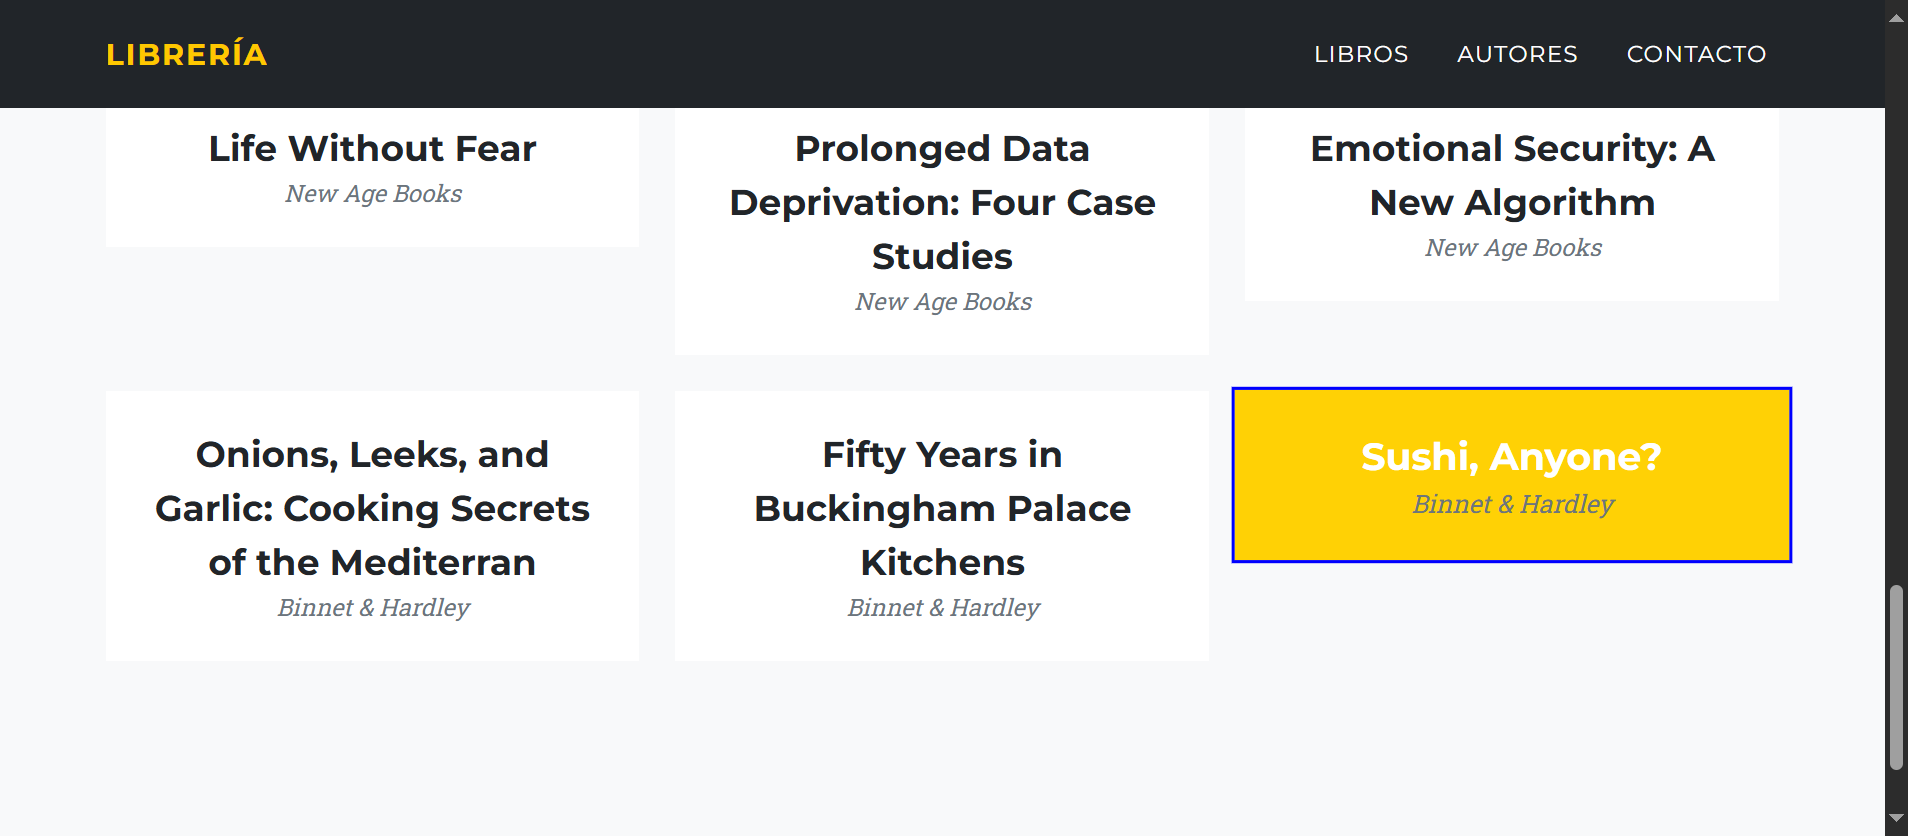 LIBRERÍA
LIBROS AUTORES CONTACTO
Life Without Fear
New Age Books
Prolonged Data
Deprivation: Four Case
Studies
New Age Books
Emotional Security: A
New Algorithm
New Age Books
Onions, Leeks, and
Garlic: Cooking Secrets
of the Mediterran
Binnet & Hardley
Fifty Years in
Buckingham Palace
Kitchens
Binnet & Hardley
Sushi, Anyone?
Binnet & Hardley